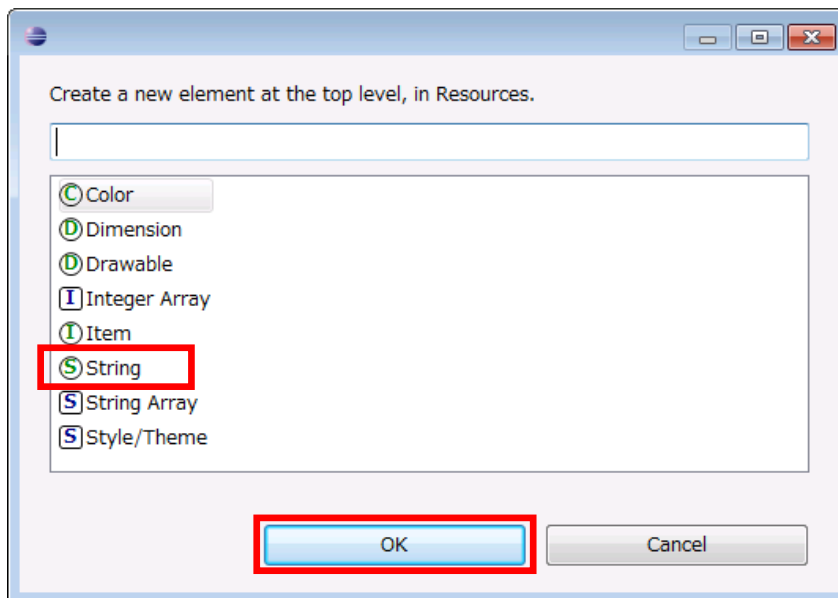 Create a new element at the top level, in Resources.
C Color
D Dimension
D Drawable
I Integer Array
I Item
S String
S String Array
S Style/Theme
OK Cancel